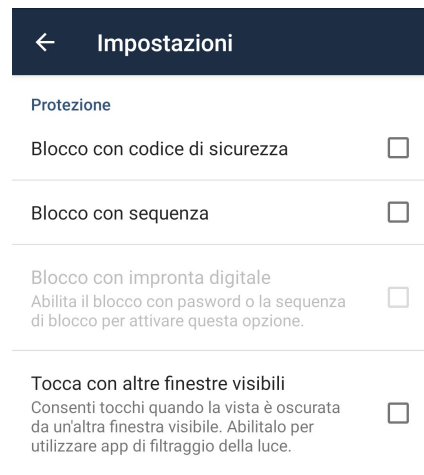 Impostazioni
Protezione
Blocco con codice di sicurezza
Blocco con sequenza
Blocco con impronta digitale
Abilita il blocco con pasword o la sequenza
di blocco per attivare questa opzione.
Tocca con altre finestre visibili
Consenti tocchi quando la vista è oscurata
da un'altra finestra visibile. Abilitalo per
utilizzare app di filtraggio della luce.